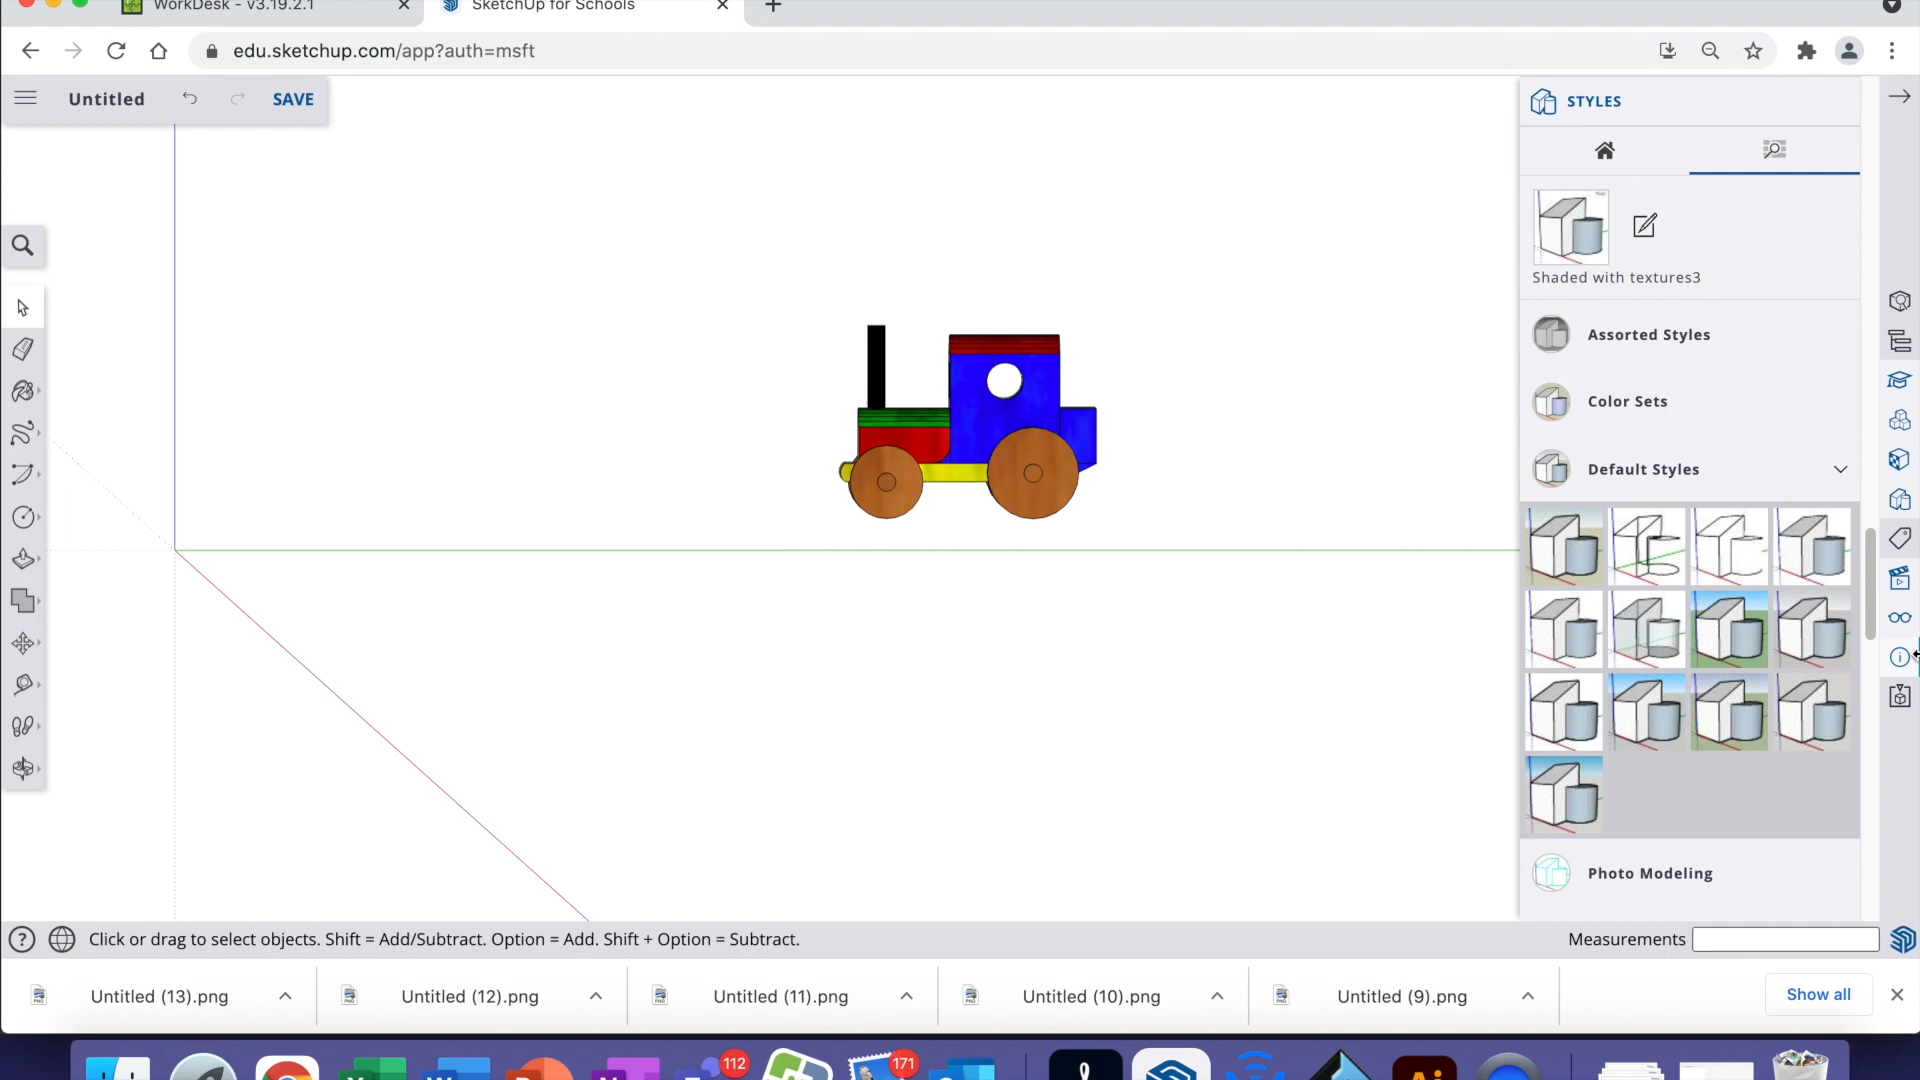 WorkDesk - v3.19.2.1
SketchUp for Schools
edu.sketchup.com/app?auth=msft
Untitled
SAVE
STYLES
Shaded with textures3
Assorted Styles
Color Sets
Default Styles
Photo Modeling
Click or drag to select objects. Shift = Add/Subtract. Option = Add. Shift + Option = Subtract.
Measurements
Untitled (13).png
Untitled (12).png
Untitled (11).png
Untitled (10).png
Untitled (9).png
Show all
112
171
Ai